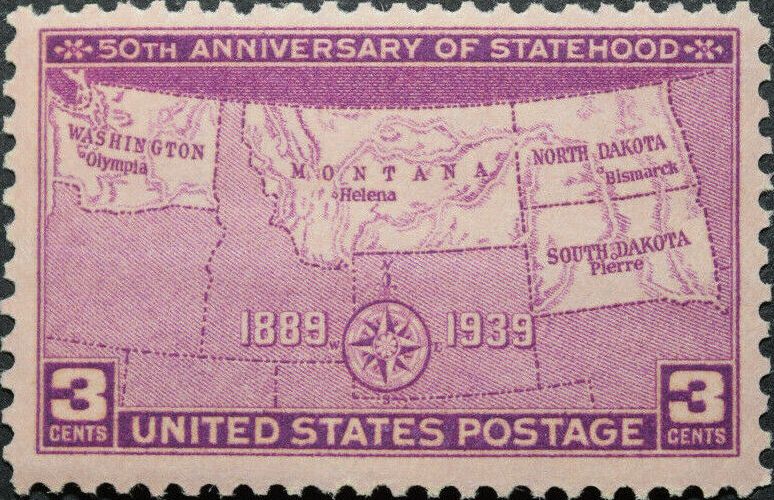 50TH ANNIVERSARY OF STATEHOOD
WASHINGTON
Olympia
MONTANA
Helena
NORTH DAKOTA
Bismarck
SOUTH DAKOTA
Pierre
N
W E
S
1889 1939
3 CENTS
UNITED STATES POSTAGE
3 CENTS